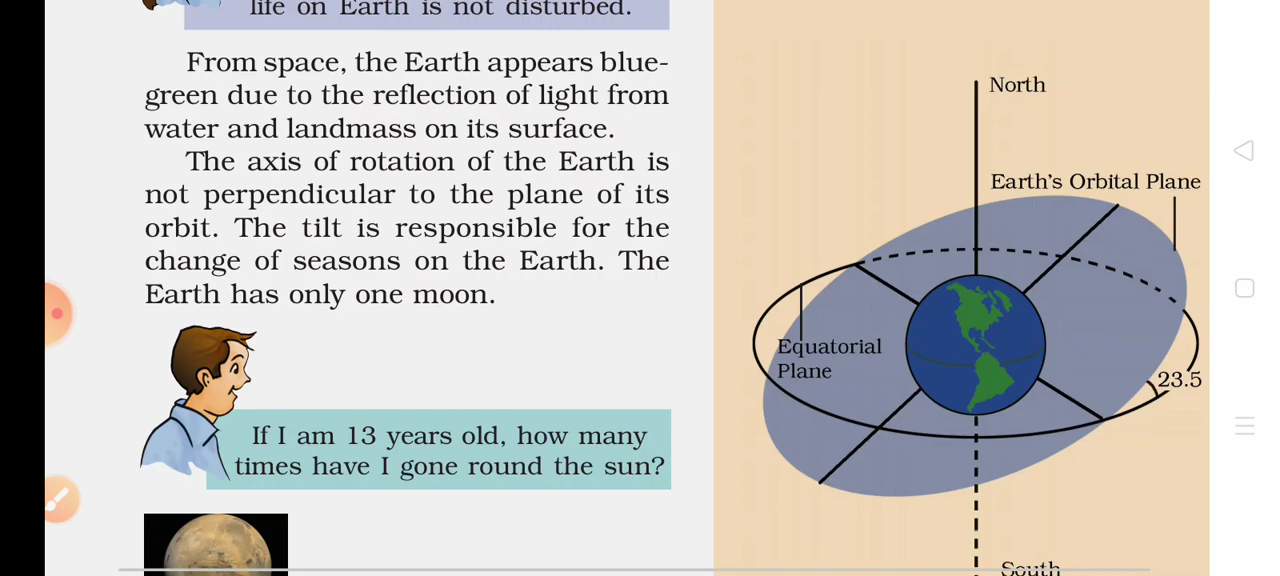 life on Earth is not disturbed.
From space, the Earth appears blue-
green due to the reflection of light from
water and landmass on its surface.
The axis of rotation of the Earth is
not perpendicular to the plane of its
orbit. The tilt is responsible for the
change of seasons on the Earth. The
Earth has only one moon.
If I am 13 years old, how many
times have I gone round the sun?
North
Earth's Orbital Plane
Equatorial
Plane
23.5
South